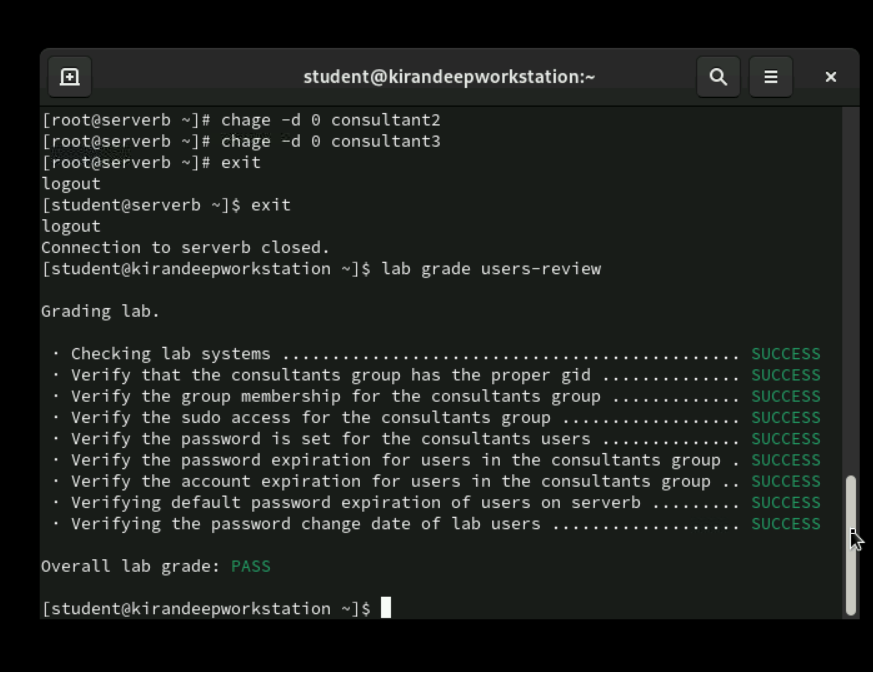 student@kirandeepworkstation:~
[root@serverb ~]# chage -d 0 consultant2
[root@serverb ~]# chage -d 0 consultant3
[root@serverb ~]# exit
logout
[student@serverb ~]$ exit
logout
Connection to serverb closed.
[student@kirandeepworkstation ~]$ lab grade users-review
Grading lab.
· Checking lab systems .............................................. SUCCESS
· Verify that the consultants group has the proper gid .............. SUCCESS
· Verify the group membership for the consultants group ............. SUCCESS
· Verify the sudo access for the consultants group .................. SUCCESS
· Verify the password is set for the consultants users .............. SUCCESS
· Verify the password expiration for users in the consultants group . SUCCESS
· Verify the account expiration for users in the consultants group .. SUCCESS
· Verifying default password expiration of users on serverb ......... SUCCESS
· Verifying the password change date of lab users ................... SUCCESS
Overall lab grade: PASS
[student@kirandeepworkstation ~]$